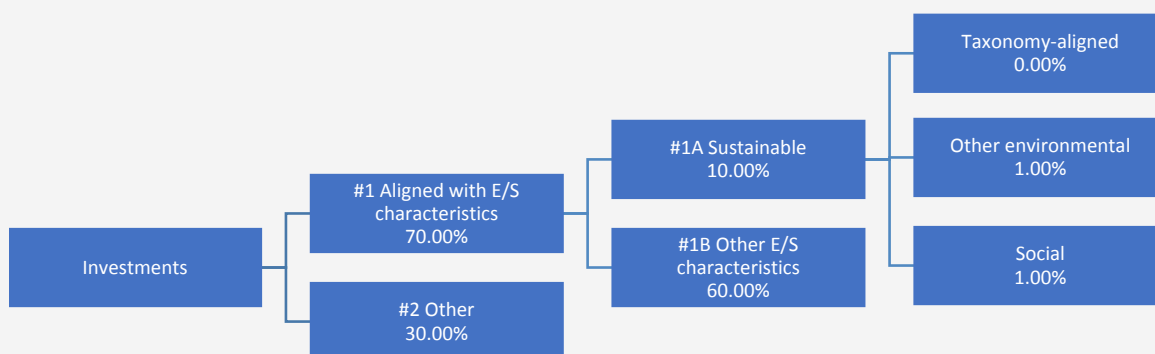 Investments
#1 Aligned with E/S
characteristics
70.00%
#2 Other
30.00%
#1A Sustainable
10.00%
#1B Other E/S
characteristics
60.00%
Taxonomy-aligned
0.00%
Other environmental
1.00%
Social
1.00%